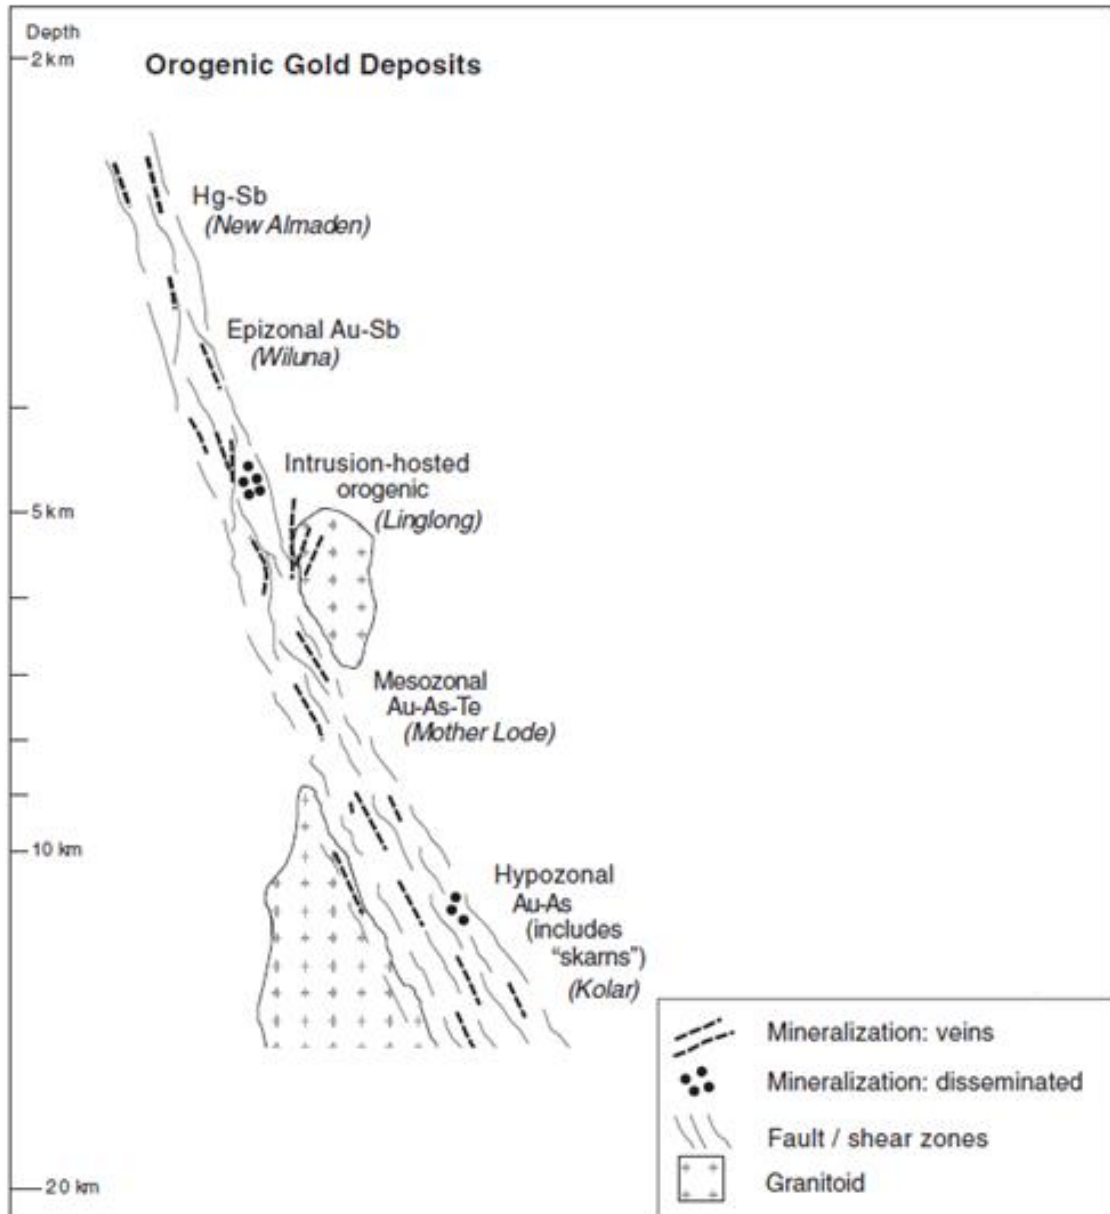 Depth
2 km
Orogenic Gold Deposits
Hg-Sb
(New Almaden)
Epizonal Au-Sb
(Wiluna)
Intrusion-hosted
orogenic
(Linglong)
5 km
Mesozonal
Au-As-Te
(Mother Lode)
10 km
Hypozonal
Au-As
(includes
“skarns”)
(Kolar)
Mineralization: veins
Mineralization: disseminated
Fault / shear zones
Granitoid
20 km